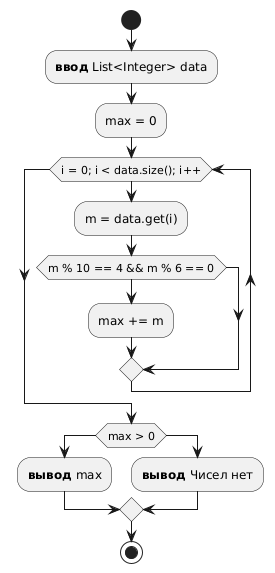 ввод List<Integer> data
max = 0
i = 0; i < data.size(); i++
m = data.get(i)
m % 10 == 4 && m % 6 == 0
max += m
max > 0
вывод max
вывод Чисел нет